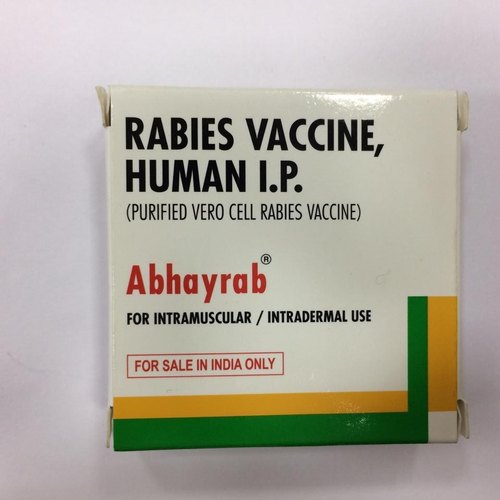 RABIES VACCINE,
HUMAN I.P.
(PURIFIED VERO CELL RABIES VACCINE)
Abhayrab®
FOR INTRAMUSCULAR / INTRADERMAL USE
FOR SALE IN INDIA ONLY